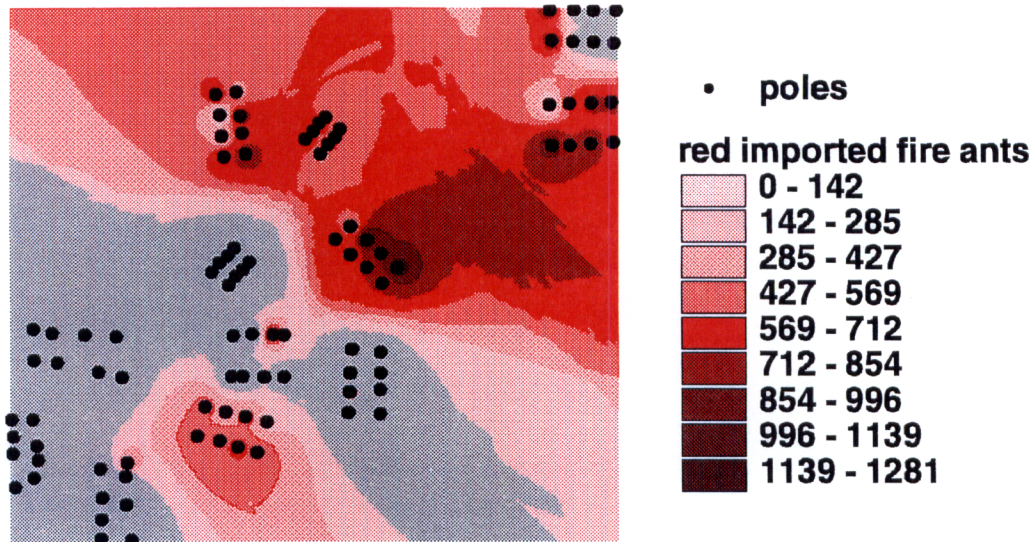 poles
red imported fire ants
0 - 142
142 - 285
285 - 427
427 - 569
569 - 712
712 - 854
854 - 996
996 - 1139
1139 - 1281